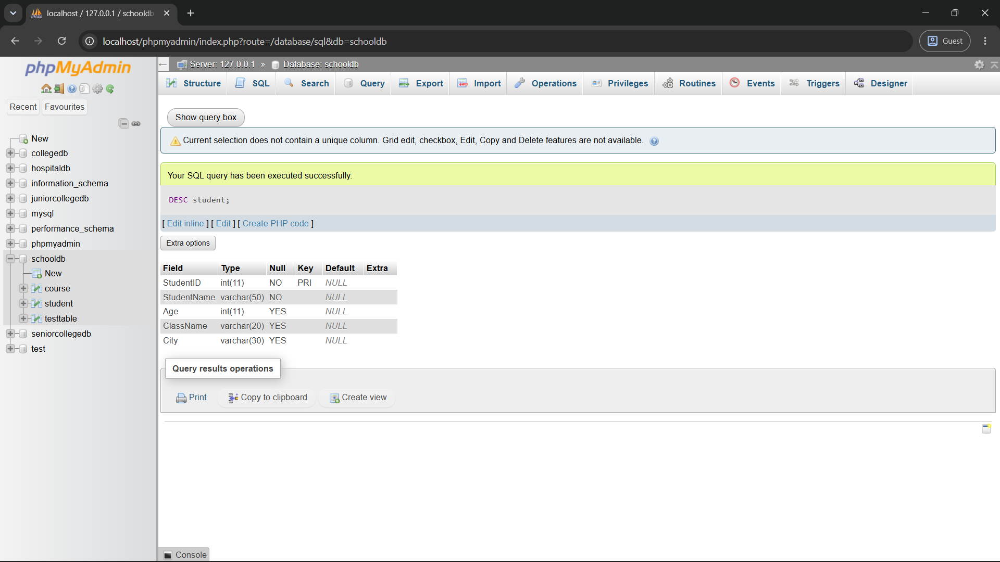 localhost / 127.0.0.1 / schooldb
localhost/phpmyadmin/index.php?route=/database/sql&db=schooldb
Guest
phpMyAdmin
Recent
Favourites
New
collegedb
hospitaldb
information_schema
juniorcollegedb
mysql
performance_schema
phpmyadmin
schooldb
New
course
student
testtable
seniorcollegedb
test
Server: 127.0.0.1 » Database: schooldb
Structure SQL Search Query Export Import Operations Privileges Routines Events Triggers Designer
Show query box
Current selection does not contain a unique column. Grid edit, checkbox, Edit, Copy and Delete features are not available.
Your SQL query has been executed successfully.
DESC student;
[ Edit inline ] [ Edit ] [ Create PHP code ]
Extra options
Field Type Null Key Default Extra
StudentID int(11) NO PRI NULL
StudentName varchar(50) NO NULL
Age int(11) YES NULL
ClassName varchar(20) YES NULL
City varchar(30) YES NULL
Query results operations
Print Copy to clipboard Create view
Console